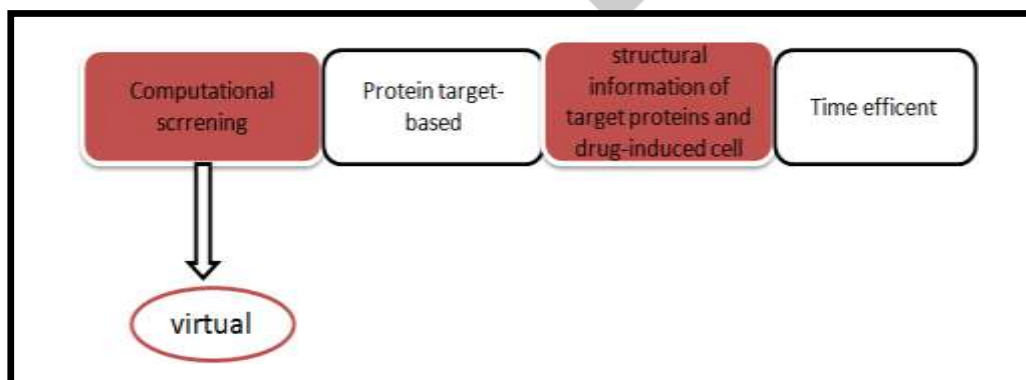 Computational
scrrening
Protein target-
based
structural
information of
target proteins and
drug-induced cell
Time efficent
virtual